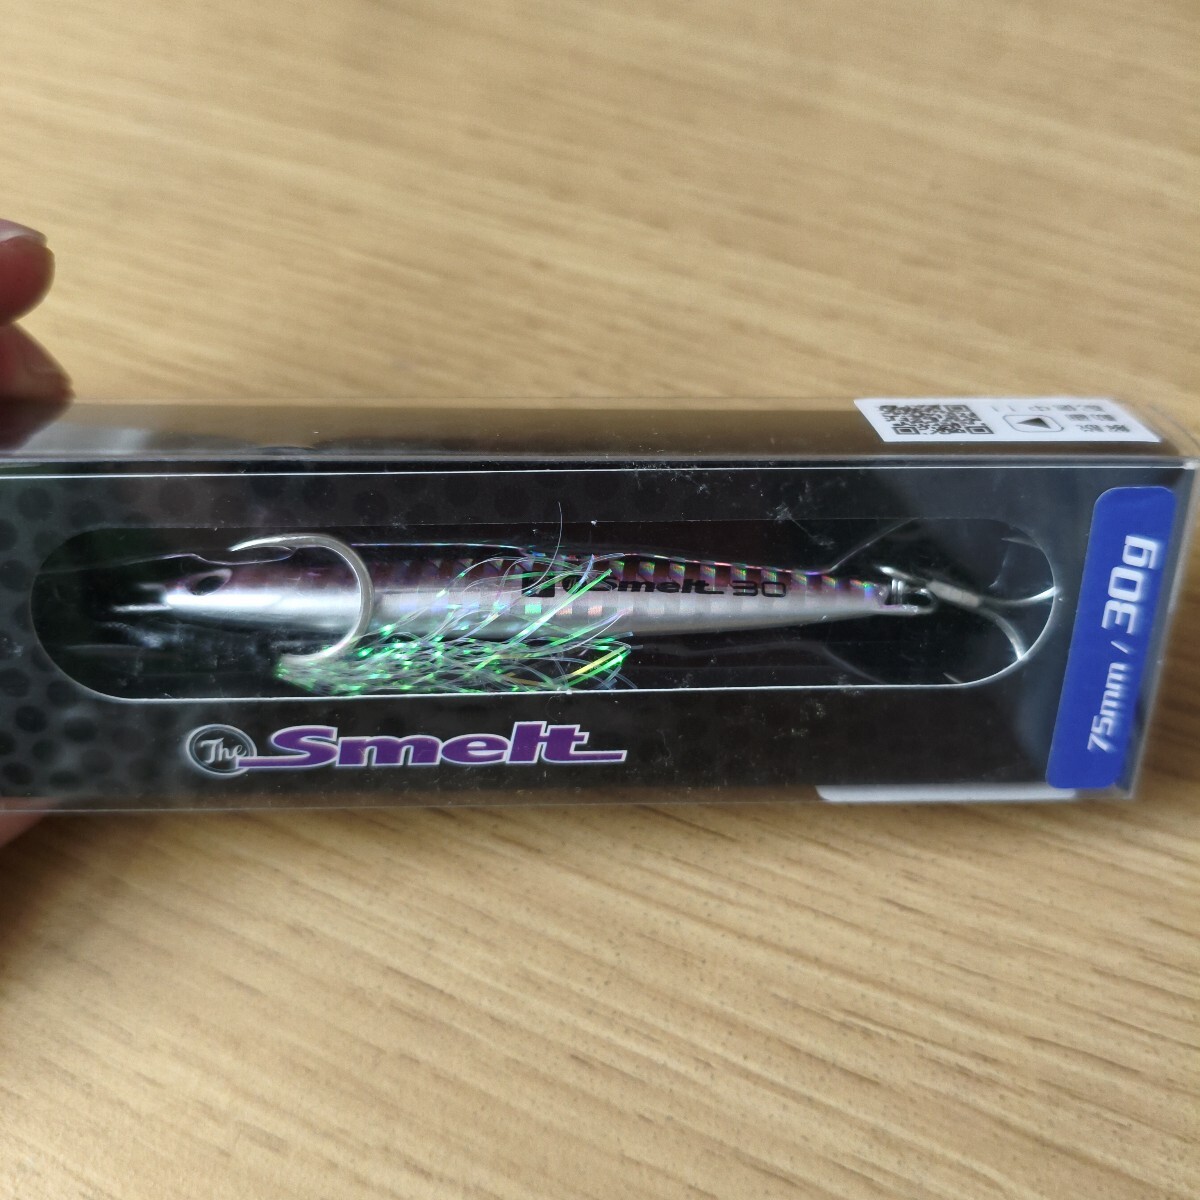 Smelt 30
The Smelt
75mm / 30g